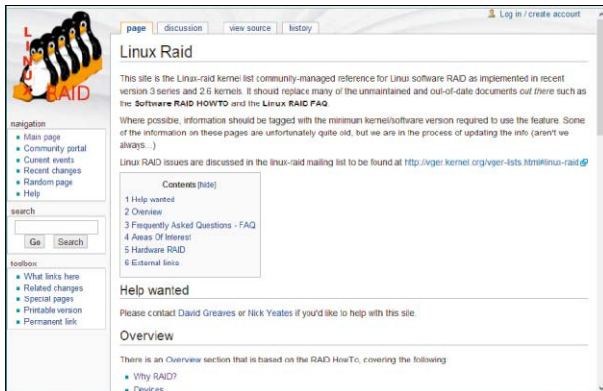 Log in / create account
page
discussion
view source
history
LINUX
RAID
Linux Raid
This site is the Linux-raid kernel list community-managed reference for Linux software RAID as implemented in recent
version 3 series and 2.6 kernels. It should replace many of the unmaintained and out-of-date documents out there such as
the Software RAID HOWTO and the Linux RAID FAQ.
Where possible, information should be tagged with the minimum kernel/software version required to use the feature. Some
of the information on these pages are unfortunately quite old, but we are in the process of updating the info (aren't we
always...)
Linux RAID issues are discussed in the linux-raid mailing list to be found at http://vger.kernel.org/vger-lists.html#linux-raid
navigation
Main page
Community portal
Current events
Recent changes
Random page
Help
search
Go Search
toolbox
What links here
Related changes
Special pages
Printable version
Permanent link
Contents [hide]
1 Help wanted
2 Overview
3 Frequently Asked Questions - FAQ
4 Areas Of Interest
5 Hardware RAID
6 External links
Help wanted
Please contact David Greaves or Nick Yeates if you'd like to help with this site.
Overview
There is an Overview section that is based on the RAID HowTo, covering the following:
Why RAID?
Devices